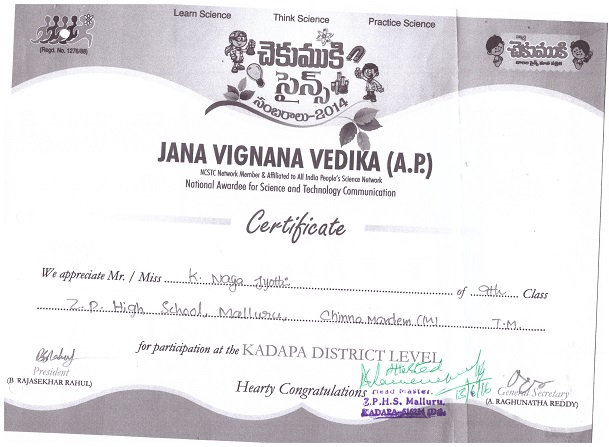 Learn Science Think Science Practice Science
(Regd. No. 1276/88)
చెకుముకి
సైన్స్
సంబరాలు-2014
చెకుముకి
JANA VIGNANA VEDIKA (A.P.)
NCSTC Network Member & Affiliated to All India People's Science Network
National Awardee for Science and Technology Communication
Certificate
We appreciate Mr. / Miss K. Naga Jyothi of 9th Class
Z.P. High School, Malluru, Chinna Mandem (M) T.M.
for participation at the KADAPA DISTRICT LEVEL
Attested
President
(B. RAJASEKHAR RAHUL)
Hearty Congratulations
Head Master,
Z.P.H.S. Malluru,
General Secretary
(A. RAGHUNATHA REDDY)